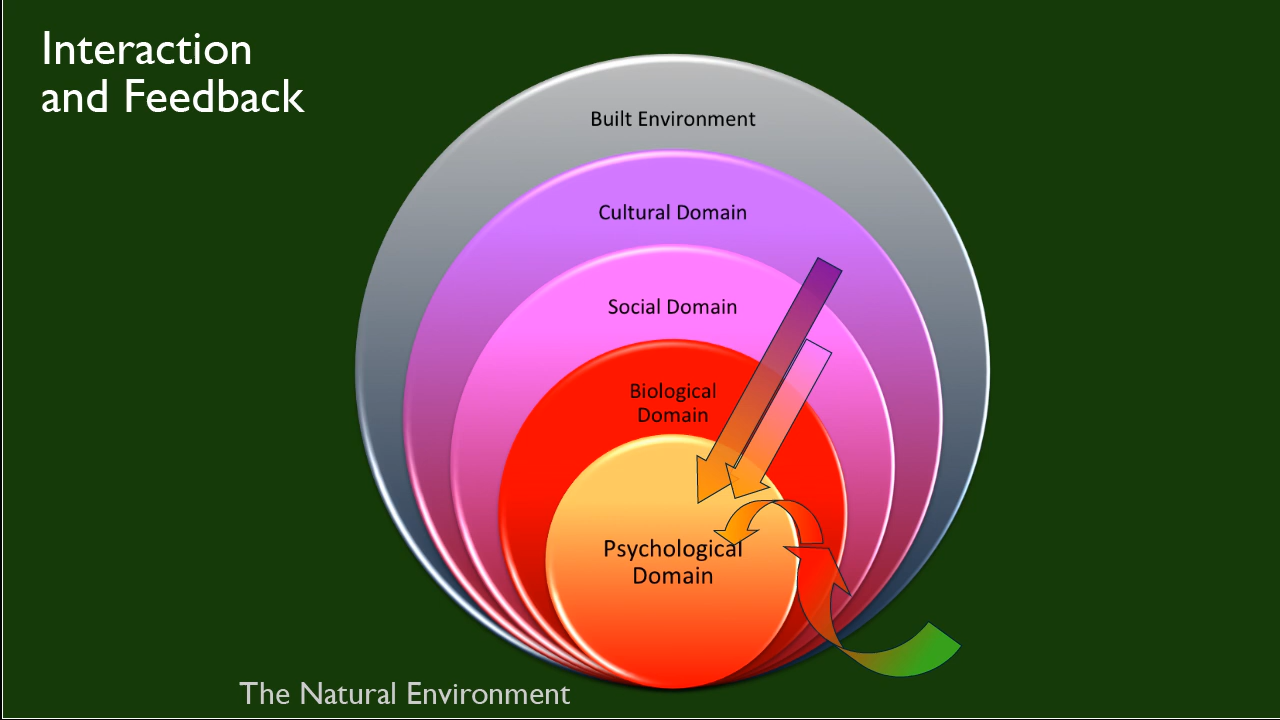 Interaction
and Feedback
Built Environment
Cultural Domain
Social Domain
Biological
Domain
Psychological
Domain
The Natural Environment